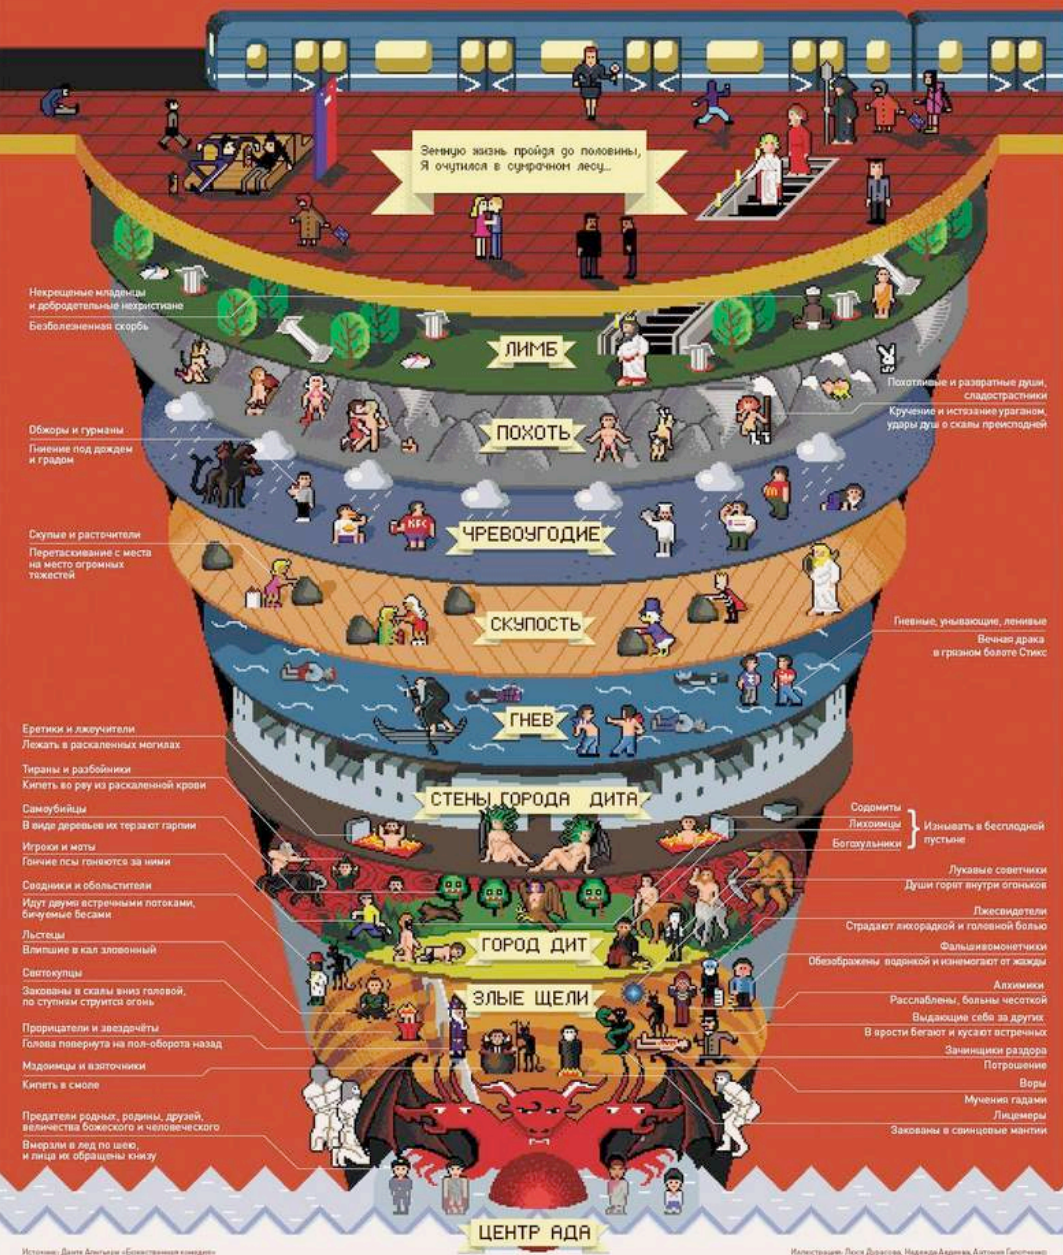 Земную жизнь пройдя до половины,
Я очутился в сумрачном лесу...
Некрещеные младенцы
и добродетельные нехристиане
Безболезненная скорбь
ЛИМБ
Похотливые и развратные души,
сладострастники
Кручение и истязание ураганом,
удары душ о скалы преисподней
ПОХОТЬ
Обжоры и гурманы
Гниение под дождем
и градом
KFC
ЧРЕВОУГОДИЕ
Скупые и расточители
Перетаскивание с места
на место огромных
тяжестей
СКУПОСТЬ
Гневные, унывающие, ленивые
Вечная драка
в грязном болоте Стикс
ГНЕВ
СТЕНЫ ГОРОДА ДИТА
Еретики и лжеучители
Лежать в раскаленных могилах
Тираны и разбойники
Кипеть во рву из раскаленной крови
Самоубийцы
В виде деревьев их терзают гарпии
Игроки и моты
Гончие псы гоняются за ними
Сводники и обольстители
Идут двумя встречными потоками,
бичуемые бесами
Льстецы
Влипшие в кал зловонный
Святокупцы
Закованы в скалы вниз головой,
по ступням струится огонь
Прорицатели и звездочёты
Голова повернута на пол-оборота назад
Мздоимцы и взяточники
Кипеть в смоле
Предатели родных, родины, друзей,
величества божеского и человеческого
Вмерзли в лед по шею,
и лица их обращены книзу
Содомиты
Лихоимцы
Богохульники
Изнывать в бесплодной
пустыне
Лукавые советчики
Души горят внутри огоньков
Лжесвидетели
Страдают лихорадкой и головной болью
Фальшивомонетчики
Обезображены водянкой и изнемогают от жажды
Алхимики
Расслаблены, больны чесоткой
Выдающие себя за других
В ярости бегают и кусают встречных
Зачинщики раздора
Потрошение
Воры
Мучения гадами
Лицемеры
Закованы в свинцовые мантии
ГОРОД ДИТ
ЗЛЫЕ ЩЕЛИ
ЦЕНТР АДА
Источник: Данте Алигьери «Божественная комедия»